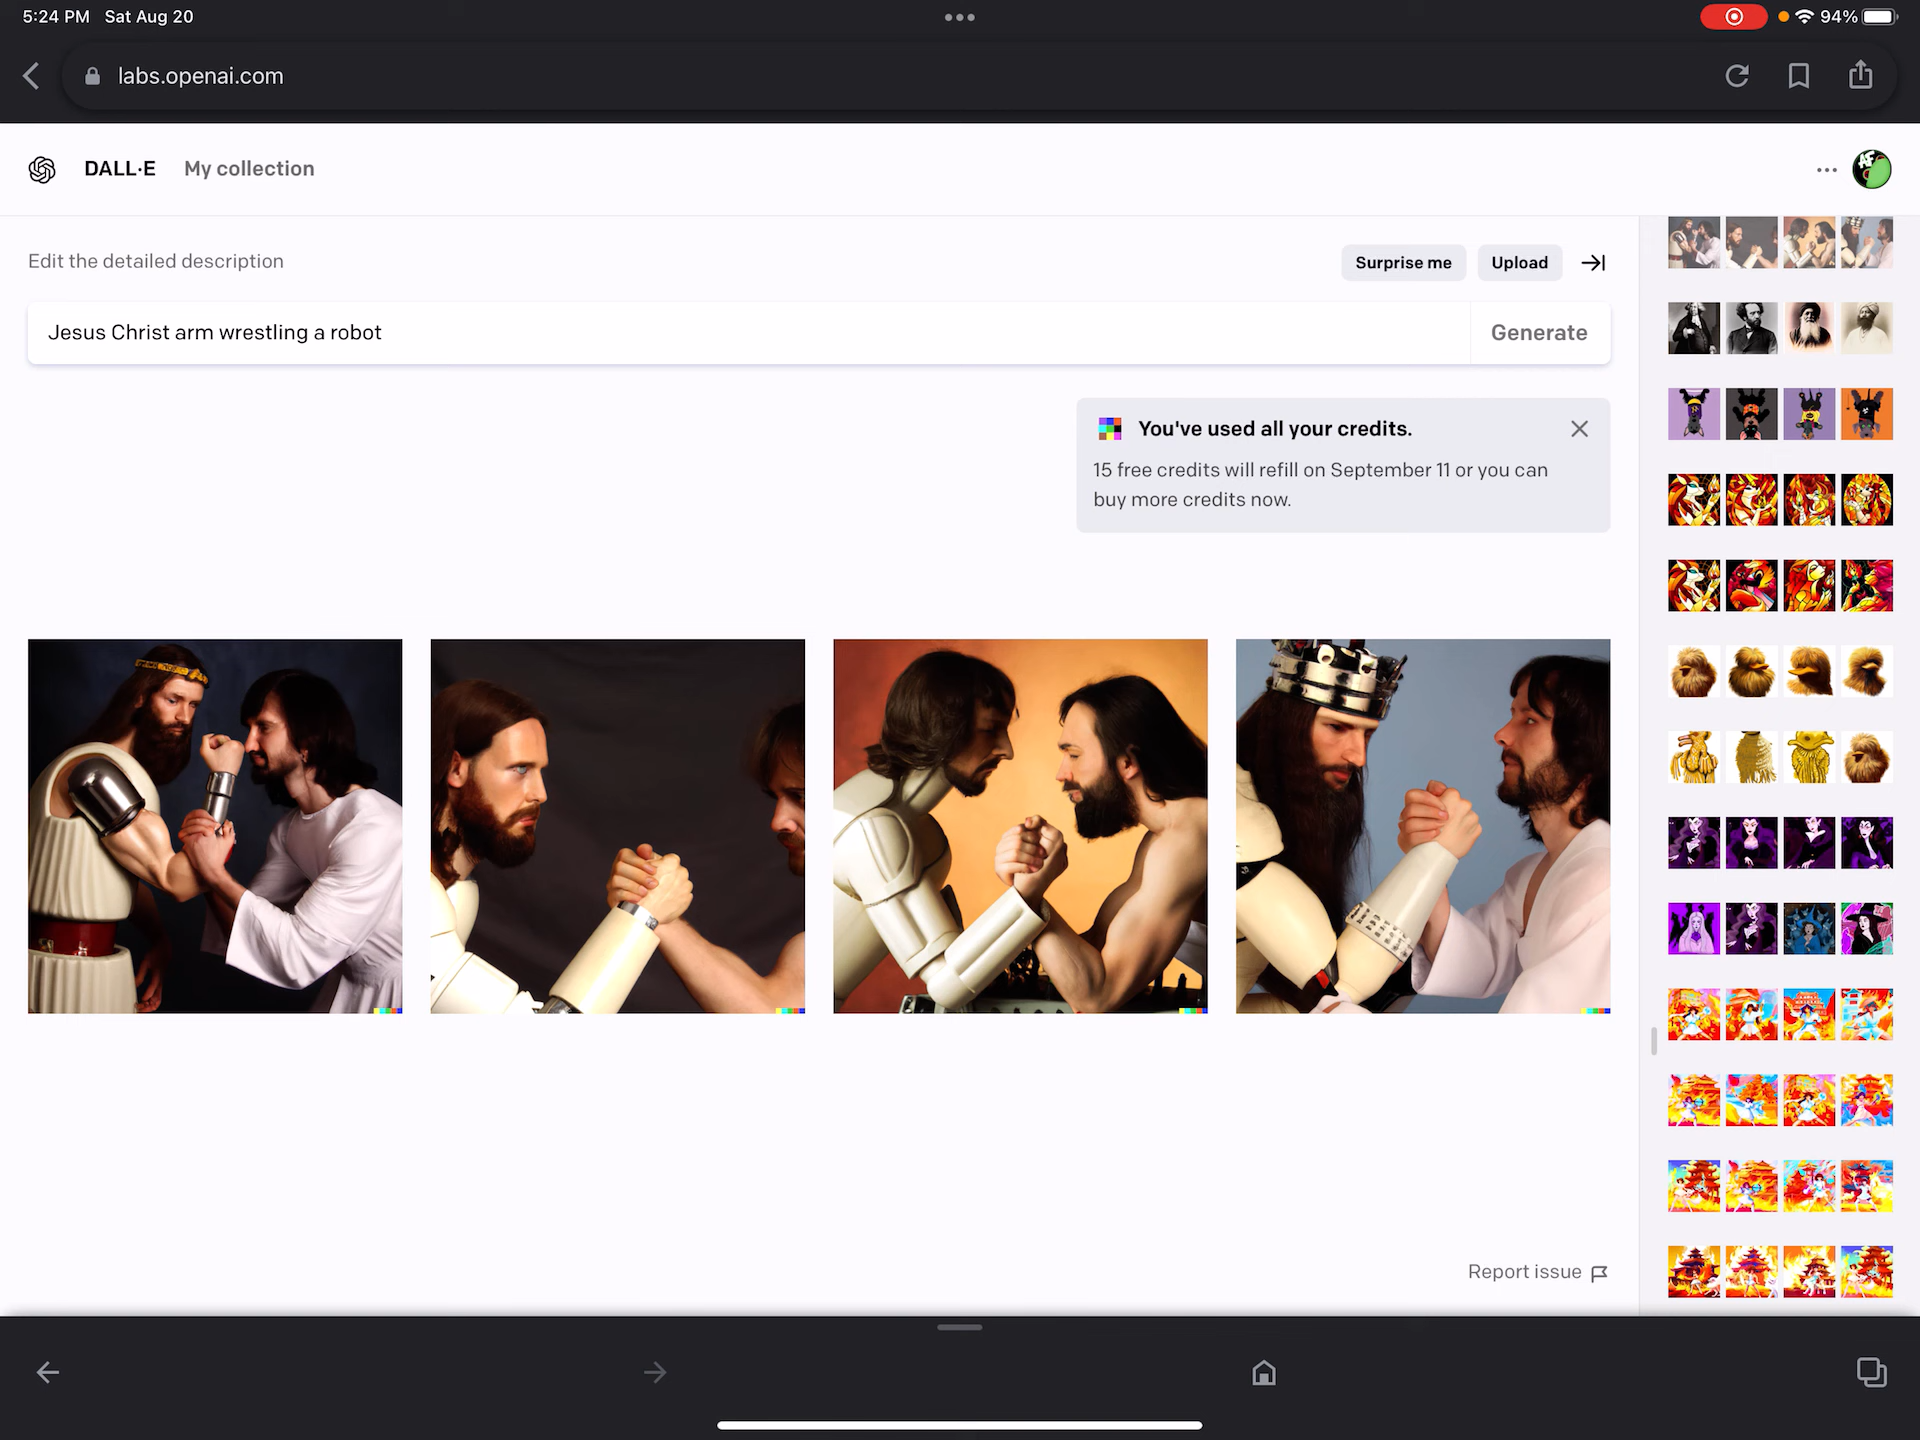 5:24 PM Sat Aug 20
94%
labs.openai.com
DALL·E My collection
AF
Edit the detailed description
Surprise me
Upload
Jesus Christ arm wrestling a robot
Generate
You've used all your credits.
15 free credits will refill on September 11 or you can
buy more credits now.
Report issue